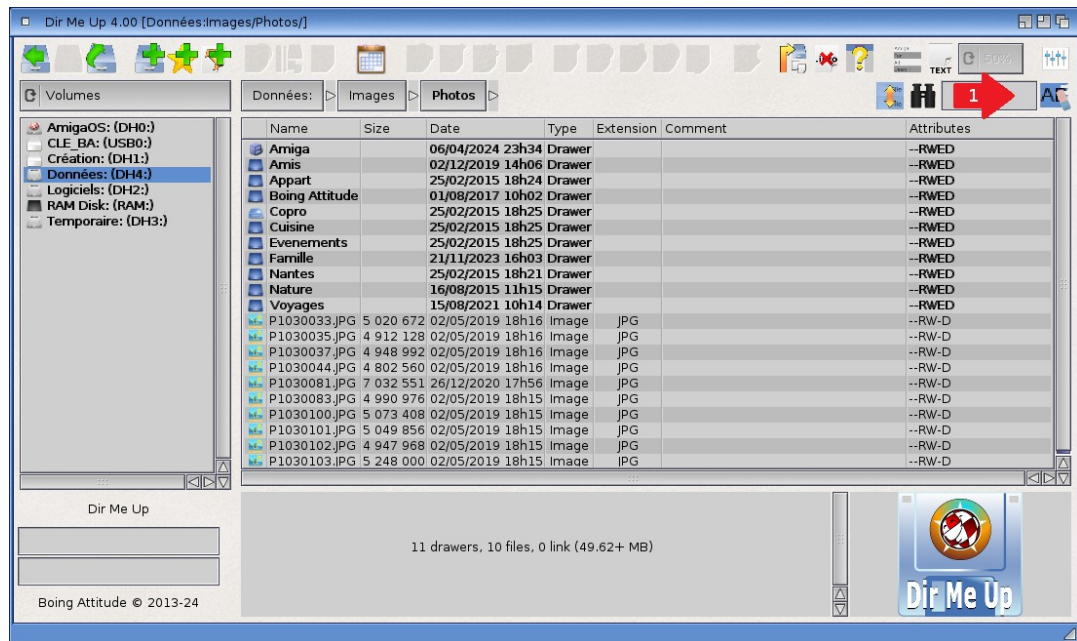 Dir Me Up 4.00 [Données:Images/Photos/]
TEXT
50%
Volumes
Données: Images Photos
1
AmigaOS: (DH0:)
CLE_BA: (USB0:)
Création: (DH1:)
Données: (DH4:)
Logiciels: (DH2:)
RAM Disk: (RAM:)
Temporaire: (DH3:)
Name Size Date Type Extension Comment Attributes
Amiga 06/04/2024 23h34 Drawer --RWED
Amis 02/12/2019 14h06 Drawer --RWED
Appart 25/02/2015 18h24 Drawer --RWED
Boing Attitude 01/08/2017 10h02 Drawer --RWED
Copro 25/02/2015 18h25 Drawer --RWED
Cuisine 25/02/2015 18h25 Drawer --RWED
Evenements 25/02/2015 18h25 Drawer --RWED
Famille 21/11/2023 16h03 Drawer --RWED
Nantes 25/02/2015 18h21 Drawer --RWED
Nature 16/08/2015 11h15 Drawer --RWED
Voyages 15/08/2021 10h14 Drawer --RWED
P1030033.JPG 5 020 672 02/05/2019 18h16 Image JPG --RW-D
P1030035.JPG 4 912 128 02/05/2019 18h16 Image JPG --RW-D
P1030037.JPG 4 948 992 02/05/2019 18h16 Image JPG --RW-D
P1030044.JPG 4 802 560 02/05/2019 18h16 Image JPG --RW-D
P1030081.JPG 7 032 551 26/12/2020 17h56 Image JPG --RW-D
P1030083.JPG 4 990 976 02/05/2019 18h15 Image JPG --RW-D
P1030100.JPG 5 073 408 02/05/2019 18h15 Image JPG --RW-D
P1030101.JPG 5 049 856 02/05/2019 18h15 Image JPG --RW-D
P1030102.JPG 4 947 968 02/05/2019 18h15 Image JPG --RW-D
P1030103.JPG 5 248 000 02/05/2019 18h15 Image JPG --RW-D
Dir Me Up
11 drawers, 10 files, 0 link (49.62+ MB)
Dir Me Up
Boing Attitude © 2013-24